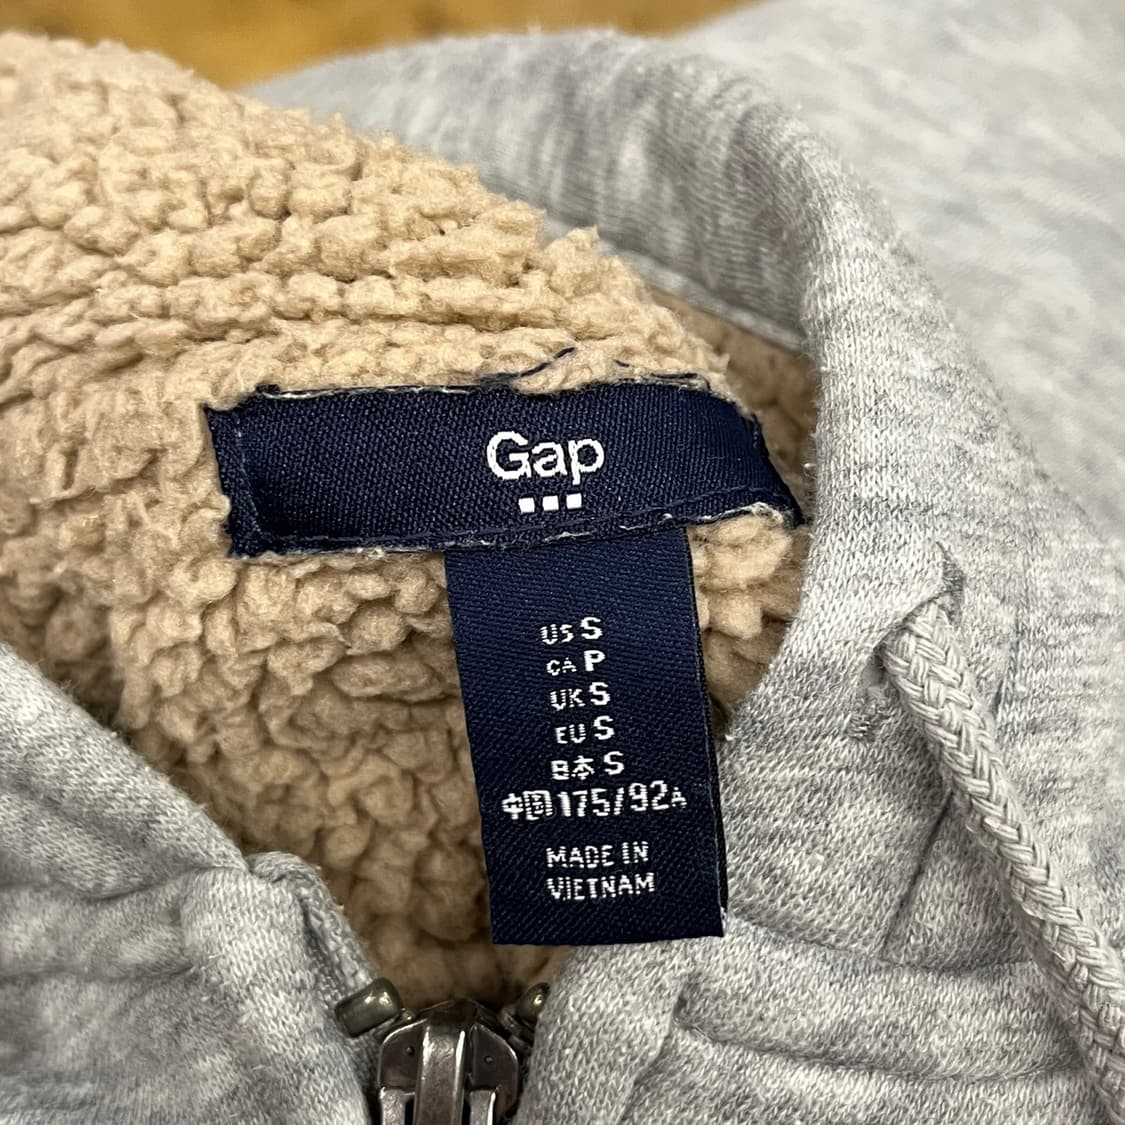 Gap
US S
CA P
UK S
EU S
日本 S
中国 175/92A
MADE IN
VIETNAM